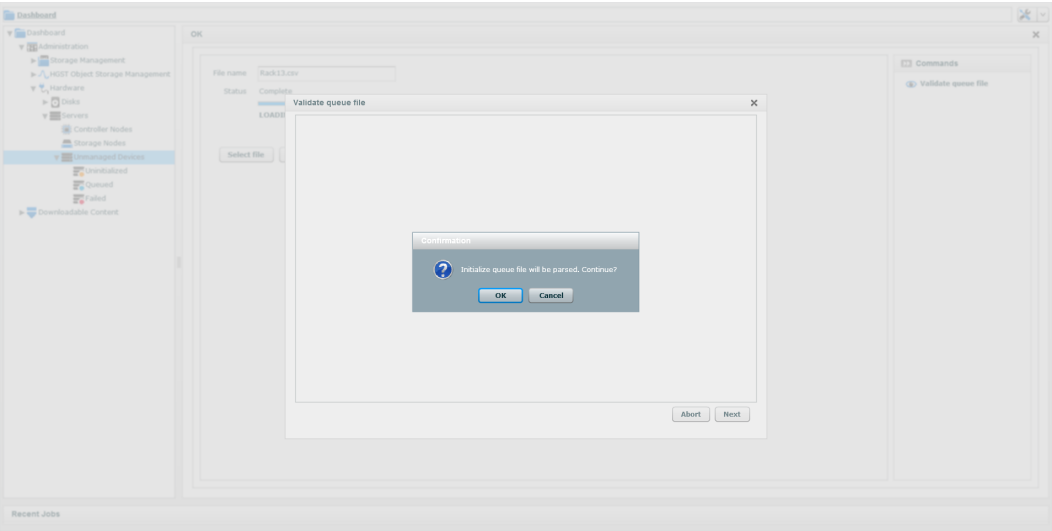 Dashboard
Dashboard
Administration
Storage Management
HGST Object Storage Management
Hardware
Disks
Servers
Controller Nodes
Storage Nodes
Unmanaged Devices
Uninitialized
Queued
Failed
Downloadable Content
OK
File name Rack13.csv
Status Complete
LOADE
Select file
Commands
Validate queue file
Validate queue file
Confirmation
Initialize queue file will be parsed. Continue?
OK Cancel
Abort Next
Recent Jobs